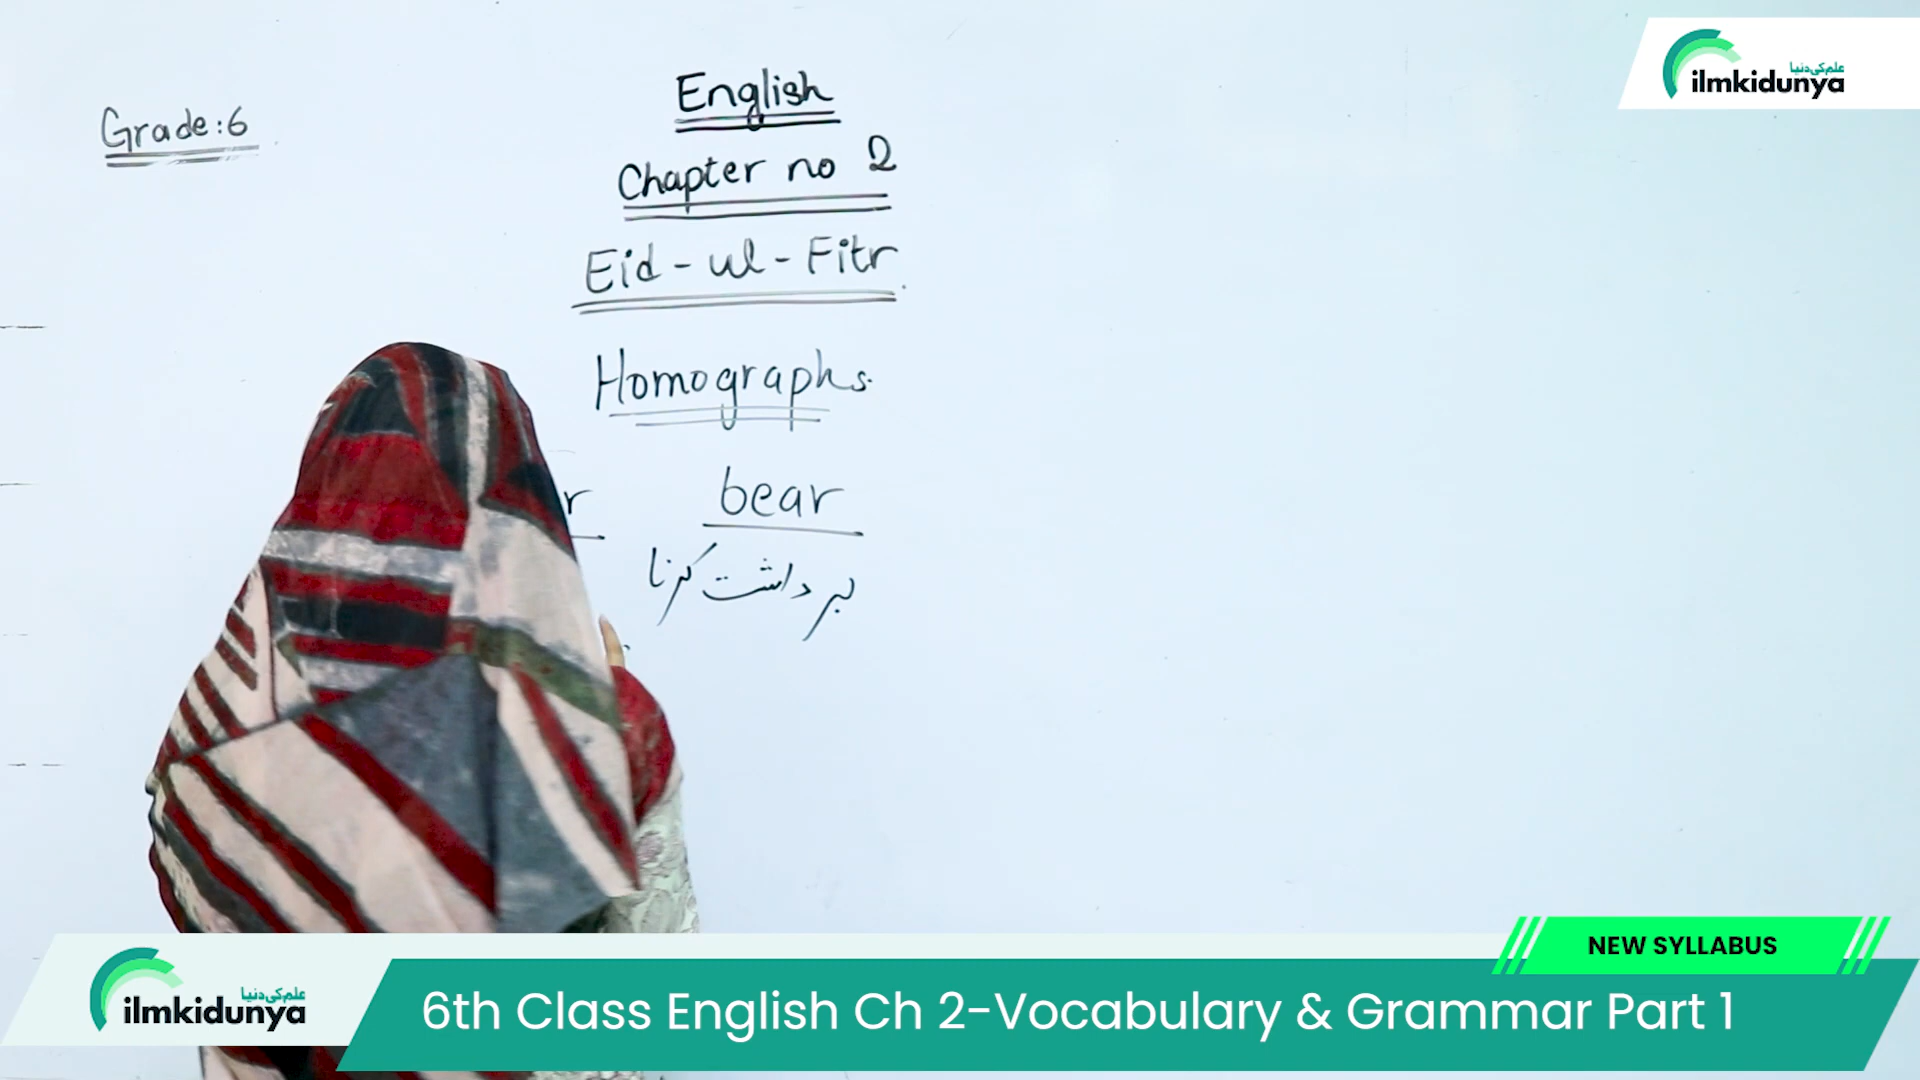 علم کی دنیا
ilmkidunya
English
Grade:6
Chapter no 2
Eid-ul-Fitr
Homographs.
bear
برداشت کرنا
NEW SYLLABUS
علم کی دنیا
ilmkidunya
6th Class English Ch 2-Vocabulary & Grammar Part 1